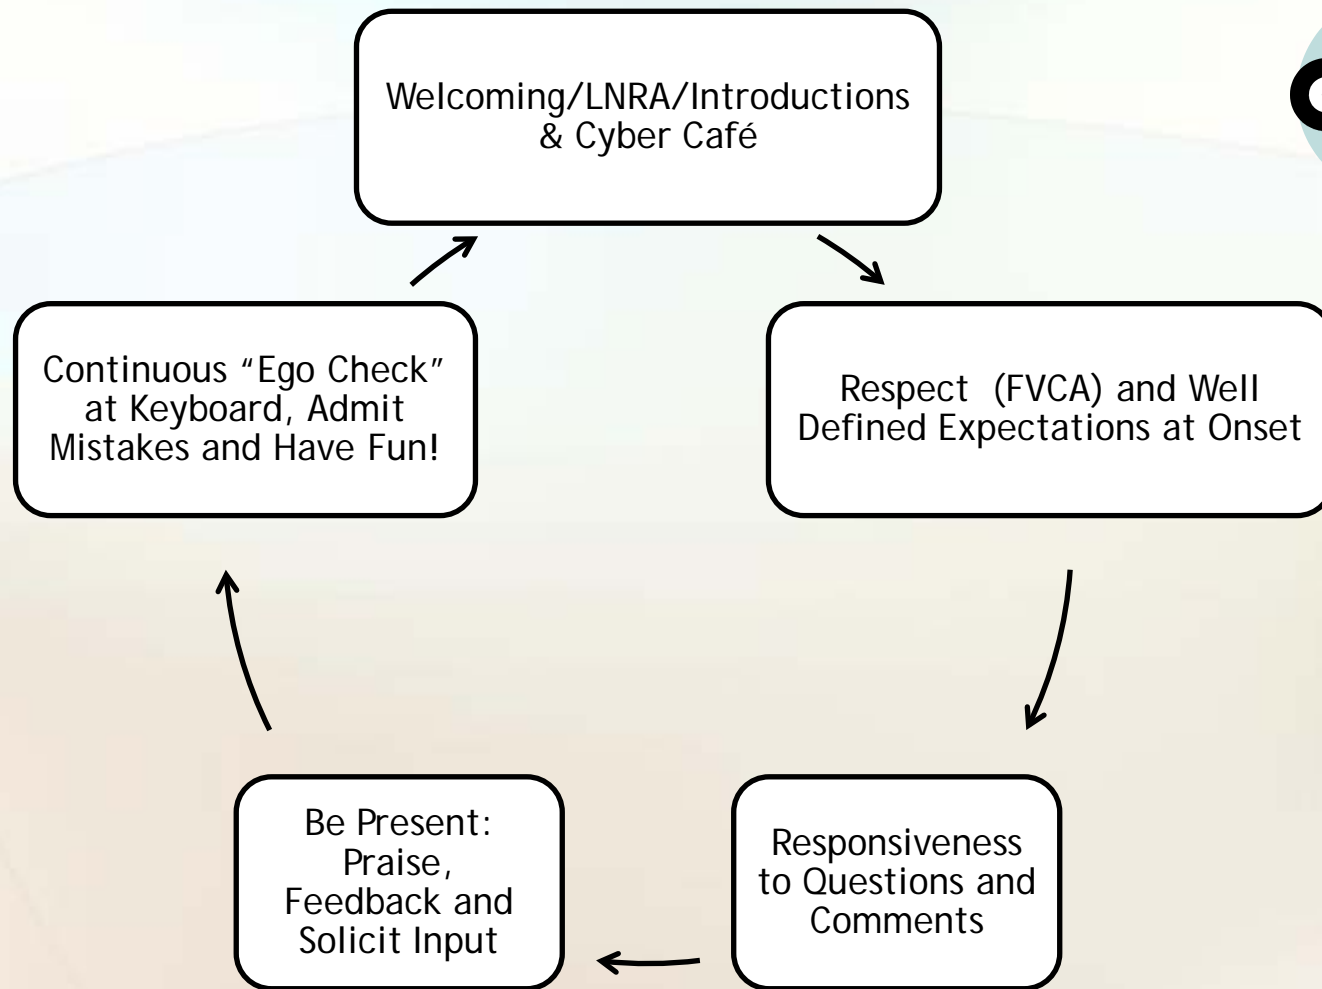 Welcoming/LNRA/Introductions
& Cyber Café
Continuous “Ego Check”
at Keyboard, Admit
Mistakes and Have Fun!
Respect (FVCA) and Well
Defined Expectations at Onset
Be Present:
Praise,
Feedback and
Solicit Input
Responsiveness
to Questions and
Comments